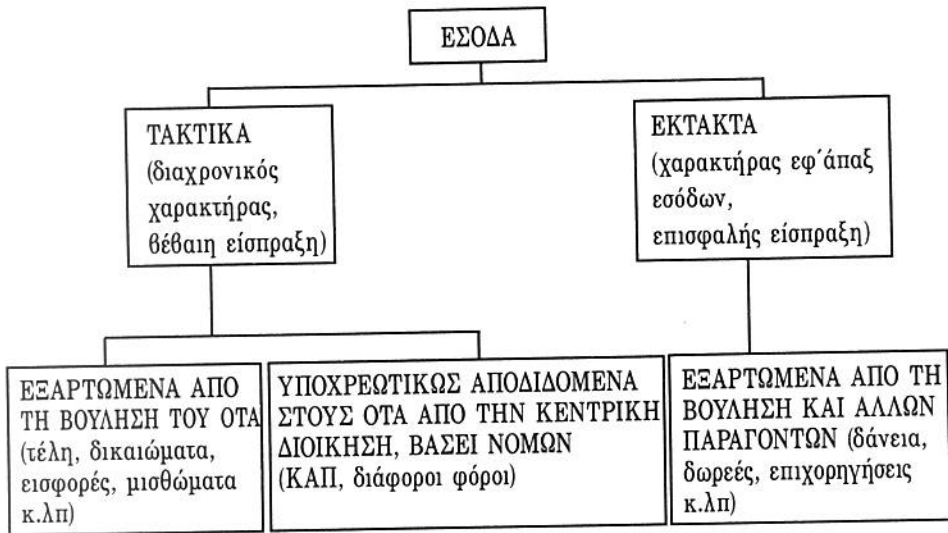 ΕΣΟΔΑ
ΤΑΚΤΙΚΑ
(διαχρονικός
χαρακτήρας,
βέβαιη είσπραξη)
ΕΚΤΑΚΤΑ
(χαρακτήρας εφ΄άπαξ
εσόδων,
επισφαλής είσπραξη)
ΕΞΑΡΤΩΜΕΝΑ ΑΠΟ
ΤΗ ΒΟΥΛΗΣΗ ΤΟΥ ΟΤΑ
(τέλη, δικαιώματα,
εισφορές, μισθώματα
κ.λπ)
ΥΠΟΧΡΕΩΤΙΚΩΣ ΑΠΟΔΙΔΟΜΕΝΑ
ΣΤΟΥΣ ΟΤΑ ΑΠΟ ΤΗΝ ΚΕΝΤΡΙΚΗ
ΔΙΟΙΚΗΣΗ, ΒΑΣΕΙ ΝΟΜΩΝ
(ΚΑΠ, διάφοροι φόροι)
ΕΞΑΡΤΩΜΕΝΑ ΑΠΟ ΤΗ
ΒΟΥΛΗΣΗ ΚΑΙ ΑΛΛΩΝ
ΠΑΡΑΓΟΝΤΩΝ (δάνεια,
δωρεές, επιχορηγήσεις
κ.λπ)